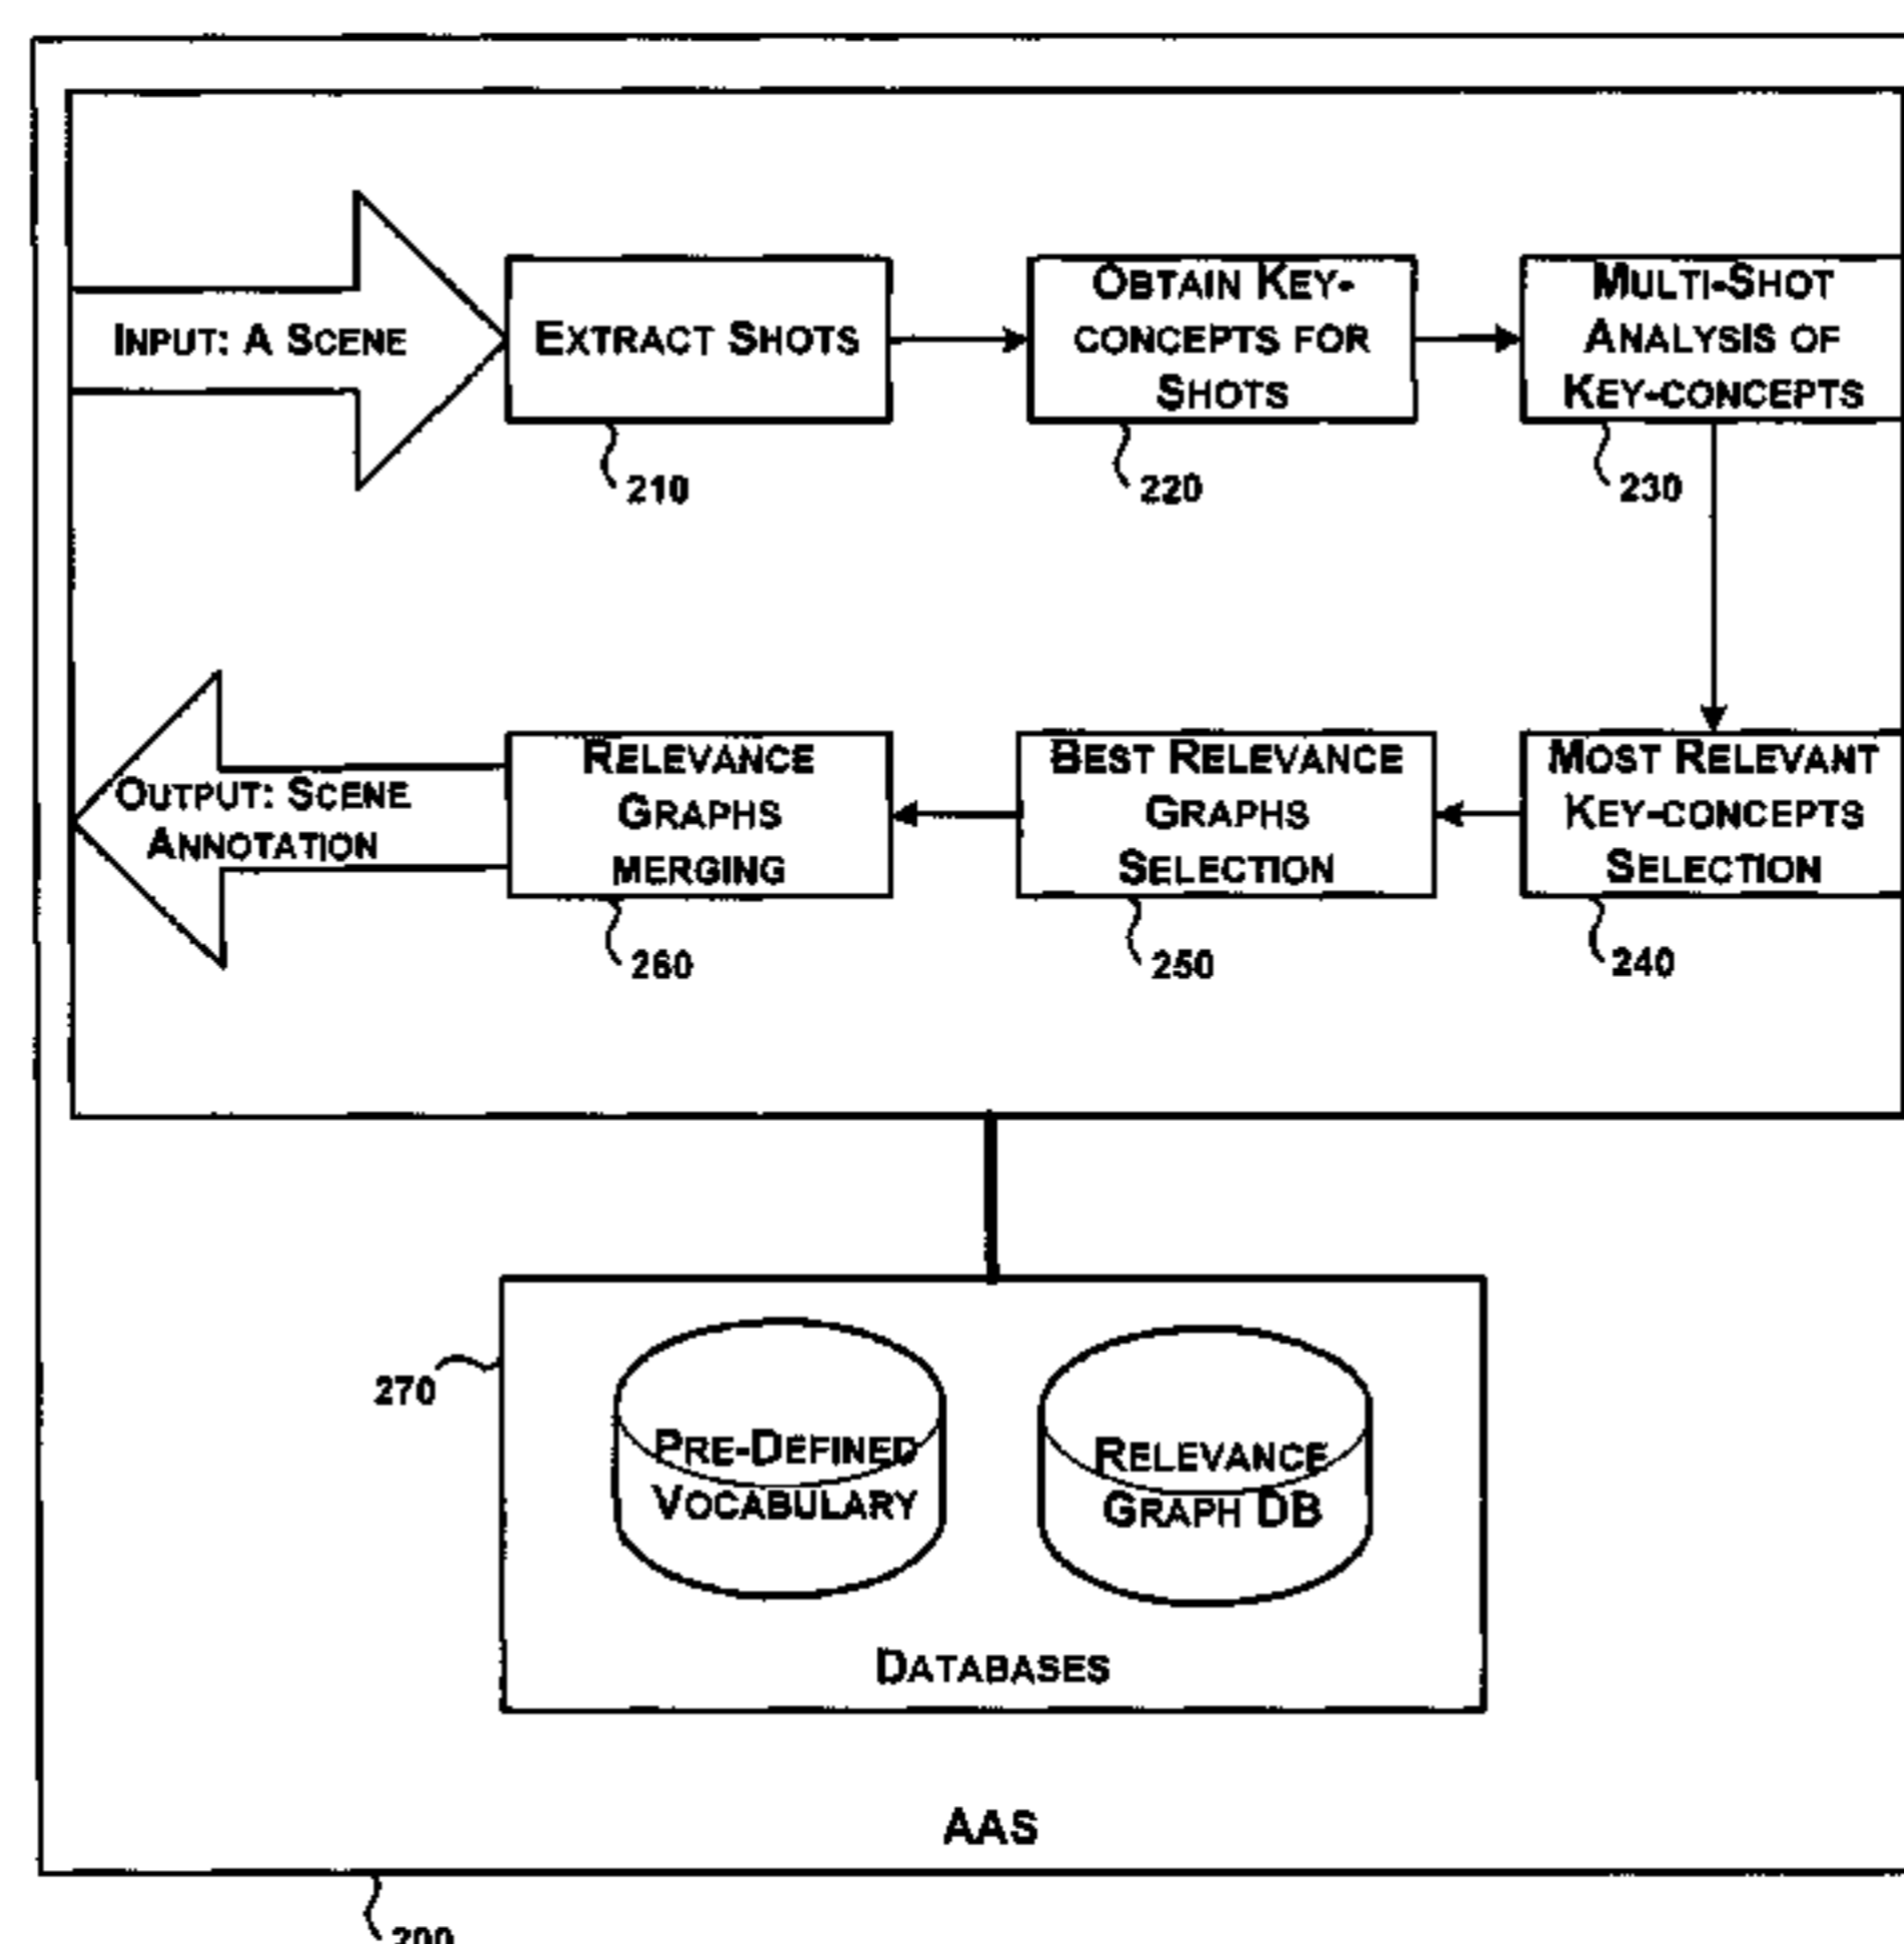 INPUT: A SCENE
EXTRACT SHOTS
210
OBTAIN KEY-
CONCEPTS FOR
SHOTS
220
MULTI-SHOT
ANALYSIS OF
KEY-CONCEPTS
230
OUTPUT: SCENE
ANNOTATION
RELEVANCE
GRAPHS
MERGING
260
BEST RELEVANCE
GRAPHS
SELECTION
250
MOST RELEVANT
KEY-CONCEPTS
SELECTION
240
270
PRE-DEFINED
VOCABULARY
RELEVANCE
GRAPH DB
DATABASES
AAS
200